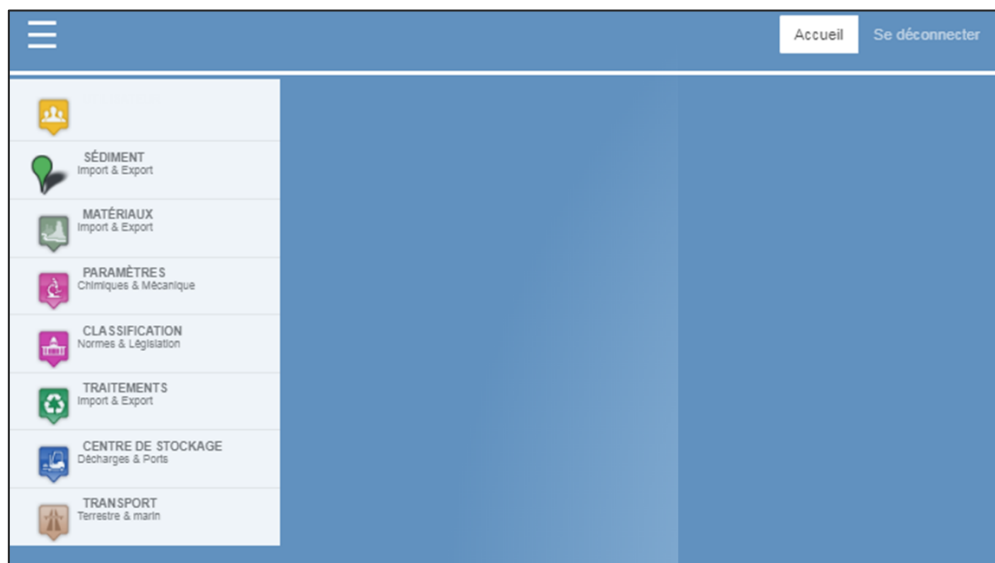 Accueil Se déconnecter
SÉDIMENT
Import & Export
MATÉRIAUX
Import & Export
PARAMÈTRES
Chimiques & Mécanique
CLASSIFICATION
Normes & Législation
TRAITEMENTS
Import & Export
CENTRE DE STOCKAGE
Décharges & Ports
TRANSPORT
Terrestre & marin